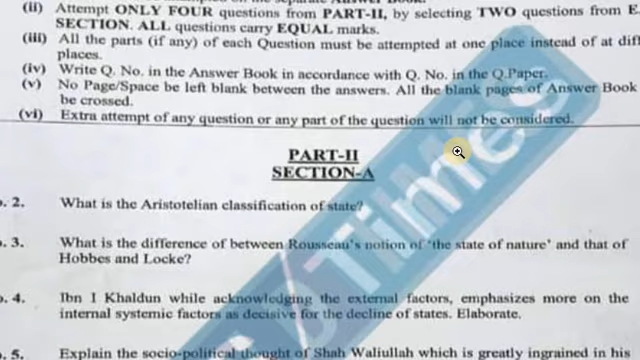 (ii) Attempt ONLY FOUR questions from PART-II, by selecting TWO questions from E
SECTION. ALL questions carry EQUAL marks.
(iii) All the parts (if any) of each Question must be attempted at one place instead of at dif
places.
(iv) Write Q. No. in the Answer Book in accordance with Q. No. in the Q.Paper.
(v) No Page/Space be left blank between the answers. All the blank pages of Answer Book
be crossed.
(vi) Extra attempt of any question or any part of the question will not be considered.
PART-II
SECTION-A
. 2. What is the Aristotelian classification of state?
. 3. What is the difference of between Rousseau's notion of 'the state of nature' and that of
Hobbes and Locke?
. 4. Ibn I Khaldun while acknowledging the external factors, emphasizes more on the
internal systemic factors as decisive for the decline of states. Elaborate.
. 5. Explain the socio-political thought of Shah Waliullah which is greatly ingrained in his